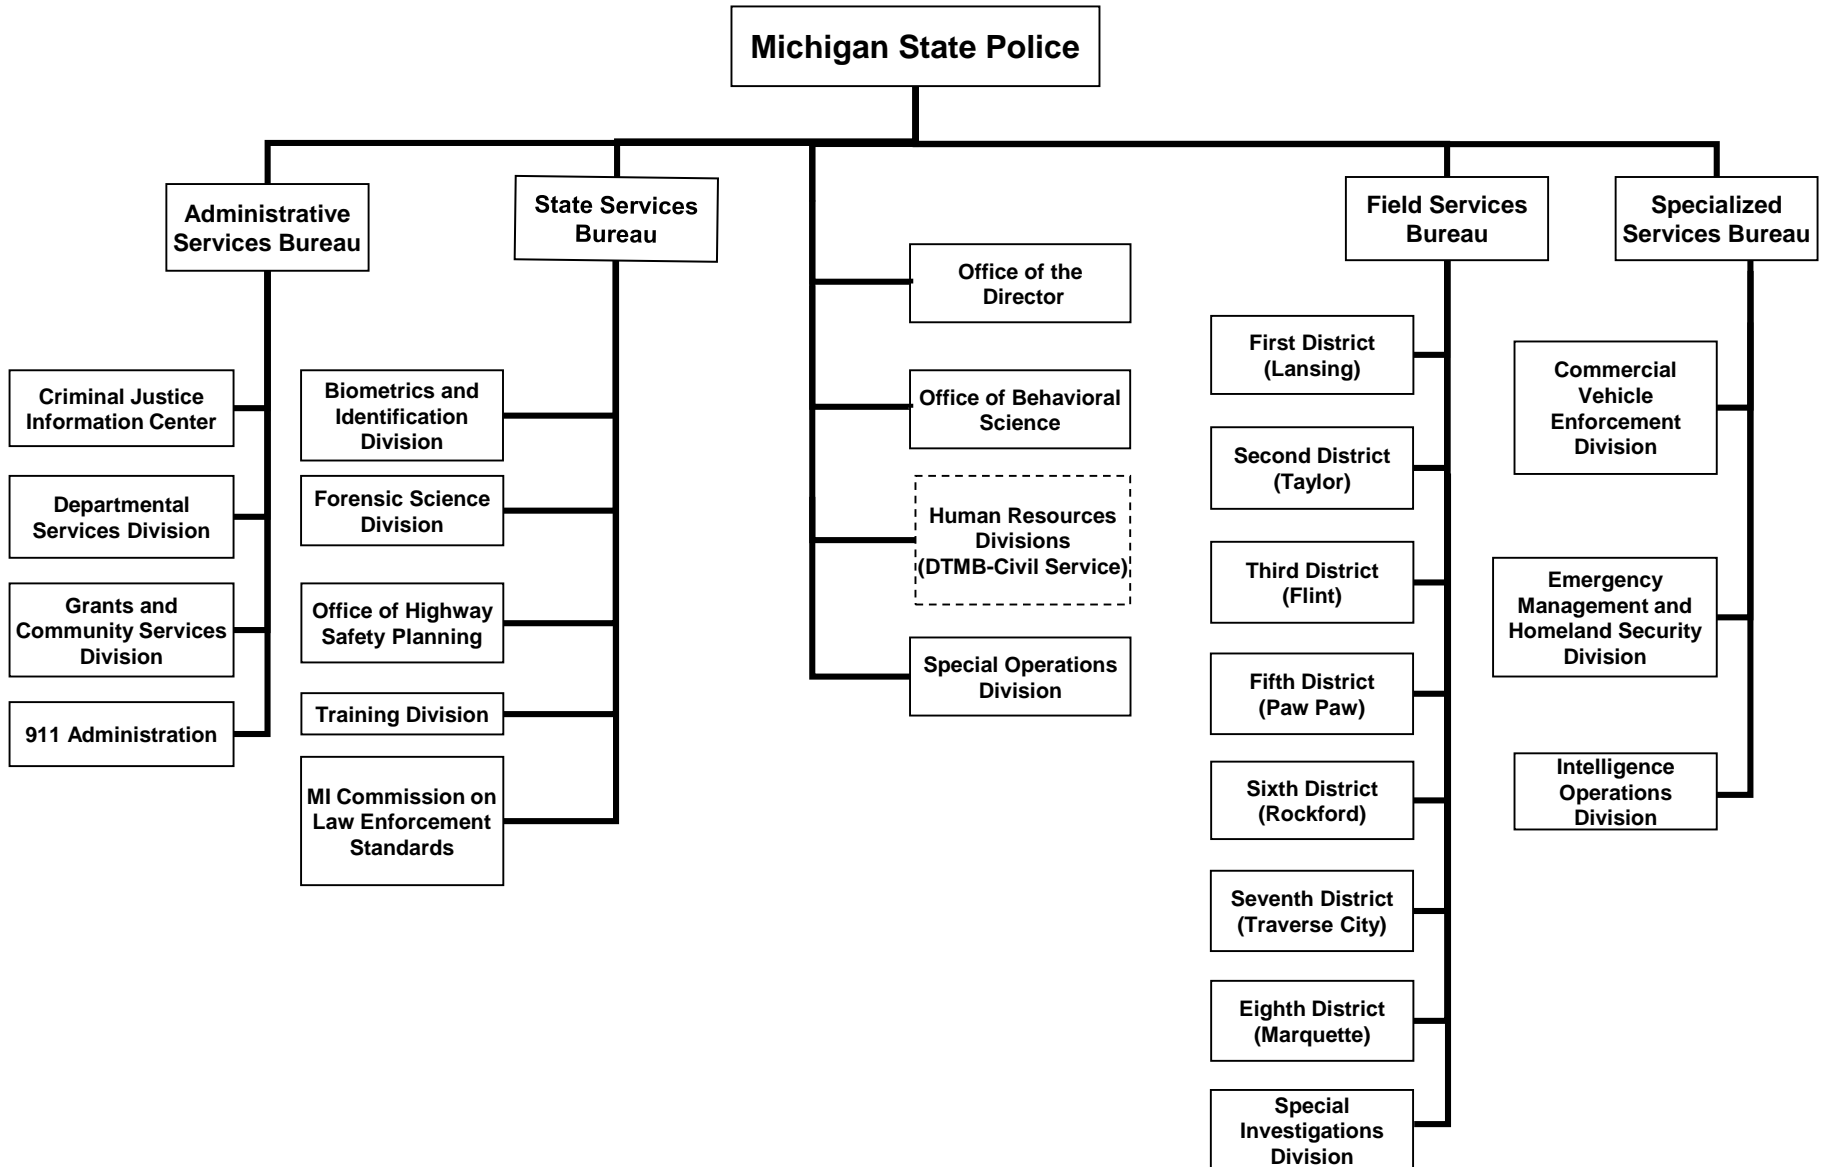 Michigan State Police
Administrative
Services Bureau
Criminal Justice
Information Center
Departmental
Services Division
Grants and
Community Services
Division
911 Administration
State Services
Bureau
Biometrics and
Identification
Division
Forensic Science
Division
Office of Highway
Safety Planning
Training Division
MI Commission on
Law Enforcement
Standards
Office of the
Director
Office of Behavioral
Science
Human Resources
Divisions
(DTMB-Civil Service)
Special Operations
Division
Field Services
Bureau
First District
(Lansing)
Second District
(Taylor)
Third District
(Flint)
Fifth District
(Paw Paw)
Sixth District
(Rockford)
Seventh District
(Traverse City)
Eighth District
(Marquette)
Special
Investigations
Division
Specialized
Services Bureau
Commercial
Vehicle
Enforcement
Division
Emergency
Management and
Homeland Security
Division
Intelligence
Operations
Division